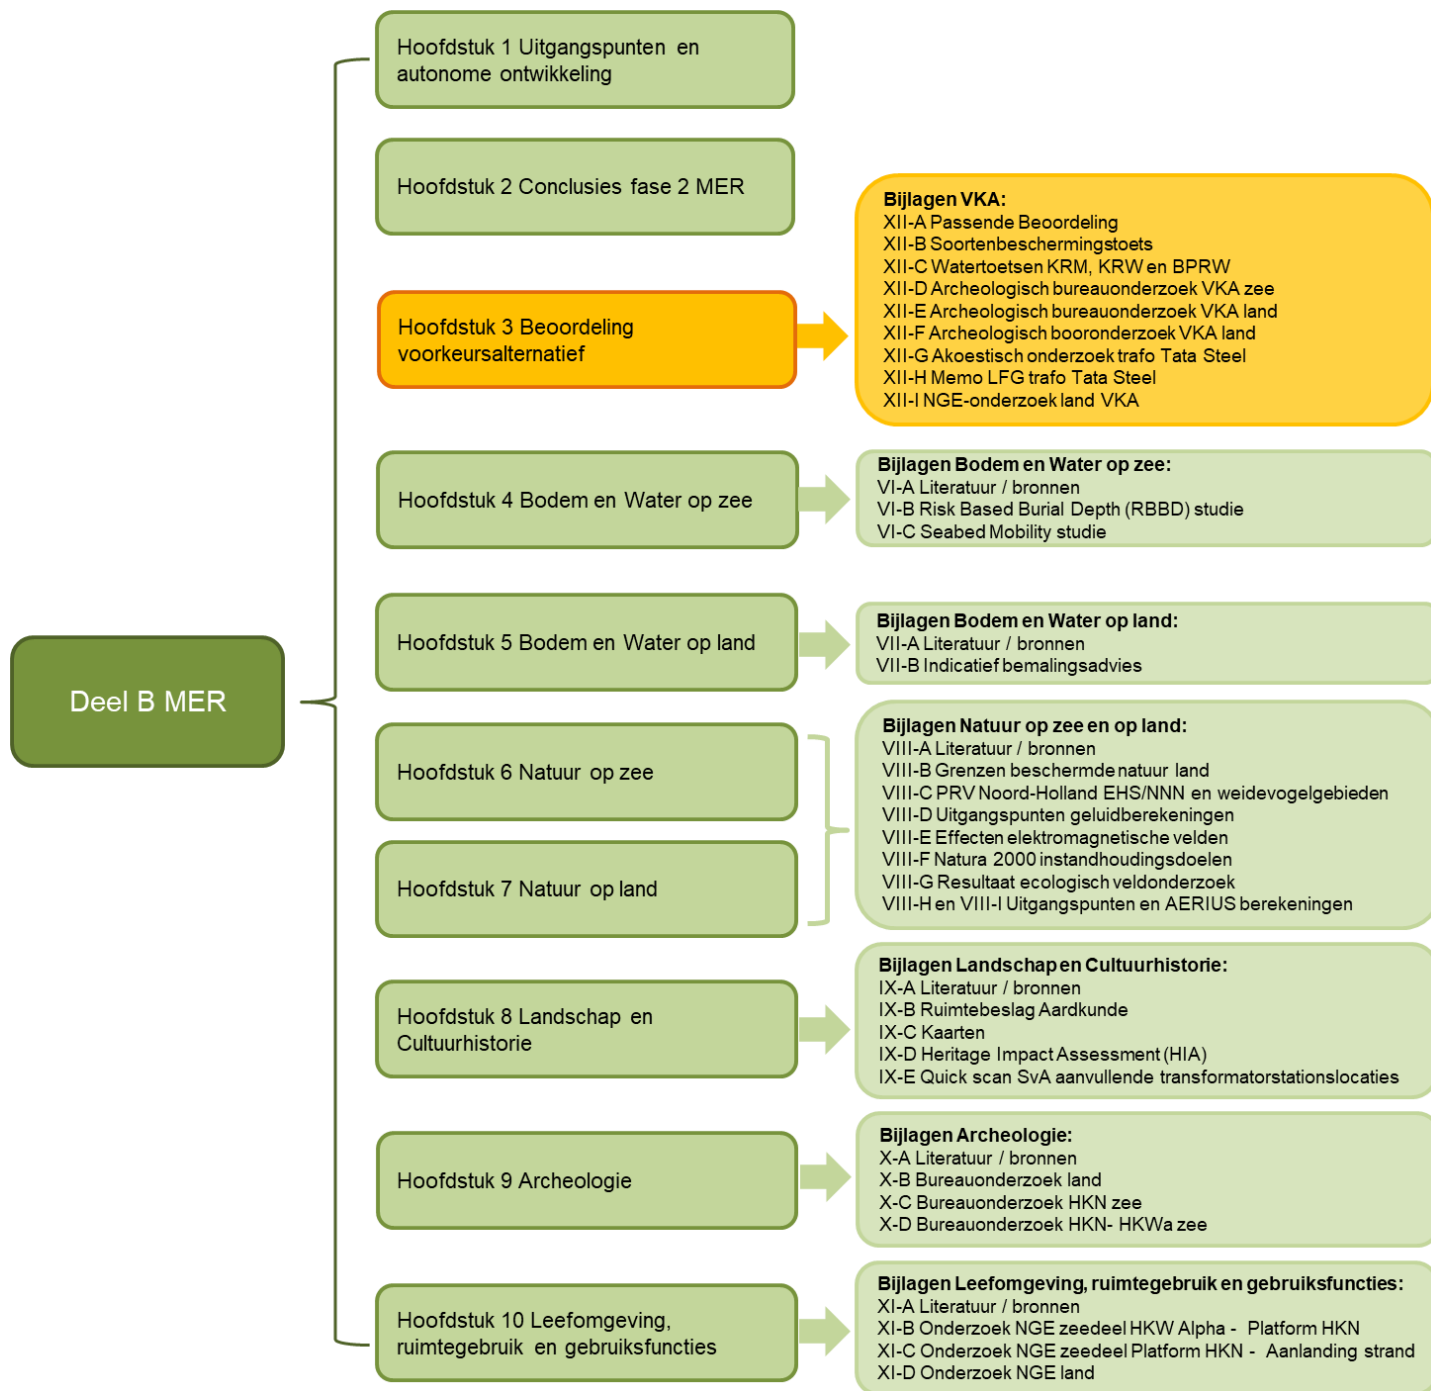 Deel B MER
Hoofdstuk 1 Uitgangspunten en
autonome ontwikkeling
Hoofdstuk 2 Conclusies fase 2 MER
Hoofdstuk 3 Beoordeling
voorkeursalternatief
Bijlagen VKA:
XII-A Passende Beoordeling
XII-B Soortenbeschermingstoets
XII-C Watertoetsen KRM, KRW en BPRW
XII-D Archeologisch bureauonderzoek VKA zee
XII-E Archeologisch bureauonderzoek VKA land
XII-F Archeologisch booronderzoek VKA land
XII-G Akoestisch onderzoek trafo Tata Steel
XII-H Memo LFG trafo Tata Steel
XII-I NGE-onderzoek land VKA
Hoofdstuk 4 Bodem en Water op zee
Bijlagen Bodem en Water op zee:
VI-A Literatuur / bronnen
VI-B Risk Based Burial Depth (RBBD) studie
VI-C Seabed Mobility studie
Hoofdstuk 5 Bodem en Water op land
Bijlagen Bodem en Water op land:
VII-A Literatuur / bronnen
VII-B Indicatief bemalingsadvies
Hoofdstuk 6 Natuur op zee
Hoofdstuk 7 Natuur op land
Bijlagen Natuur op zee en op land:
VIII-A Literatuur / bronnen
VIII-B Grenzen beschermde natuur land
VIII-C PRV Noord-Holland EHS/NNN en weidevogelgebieden
VIII-D Uitgangspunten geluidberekeningen
VIII-E Effecten elektromagnetische velden
VIII-F Natura 2000 instandhoudingsdoelen
VIII-G Resultaat ecologisch veldonderzoek
VIII-H en VIII-I Uitgangspunten en AERIUS berekeningen
Hoofdstuk 8 Landschap en
Cultuurhistorie
Bijlagen Landschap en Cultuurhistorie:
IX-A Literatuur / bronnen
IX-B Ruimtebeslag Aardkunde
IX-C Kaarten
IX-D Heritage Impact Assessment (HIA)
IX-E Quick scan SvA aanvullende transformatorstationslocaties
Hoofdstuk 9 Archeologie
Bijlagen Archeologie:
X-A Literatuur / bronnen
X-B Bureauonderzoek land
X-C Bureauonderzoek HKN zee
X-D Bureauonderzoek HKN- HKWa zee
Hoofdstuk 10 Leefomgeving,
ruimtegebruik en gebruiksfuncties
Bijlagen Leefomgeving, ruimtegebruik en gebruiksfuncties:
XI-A Literatuur / bronnen
XI-B Onderzoek NGE zeedeel HKW Alpha - Platform HKN
XI-C Onderzoek NGE zeedeel Platform HKN - Aanlanding strand
XI-D Onderzoek NGE land